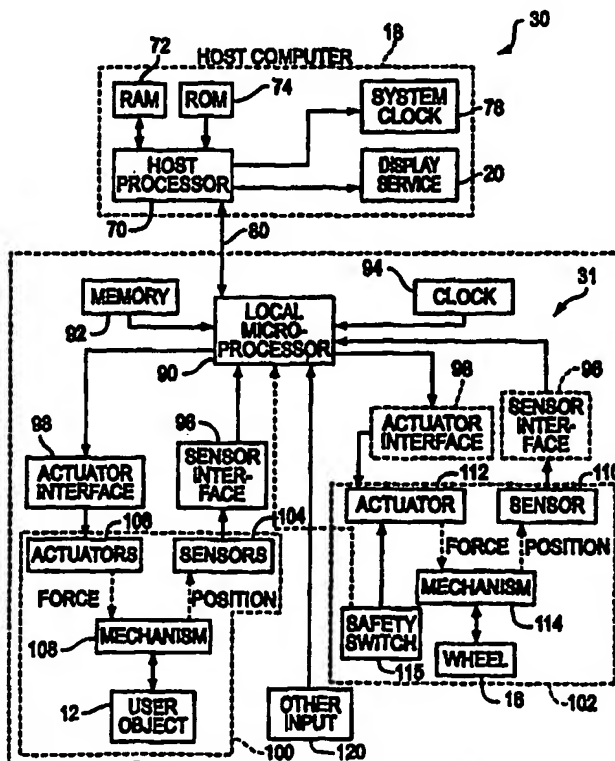 30
HOST COMPUTER
18
72
74
RAM
ROM
SYSTEM
CLOCK
78
HOST
PROCESSOR
DISPLAY
SERVICE
20
70
80
94
31
MEMORY
92
LOCAL
MICRO-
PROCESSOR
90
CLOCK
98
ACTUATOR
INTERFACE
96
SENSOR
INTER-
FACE
98
ACTUATOR
INTERFACE
96
SENSOR
INTER-
FACE
112
110
ACTUATOR
SENSOR
106
104
ACTUATORS
SENSORS
FORCE
POSITION
MECHANISM
108
FORCE
POSITION
MECHANISM
114
SAFETY
SWITCH
115
WHEEL
16
102
12
USER
OBJECT
100
OTHER
INPUT
120